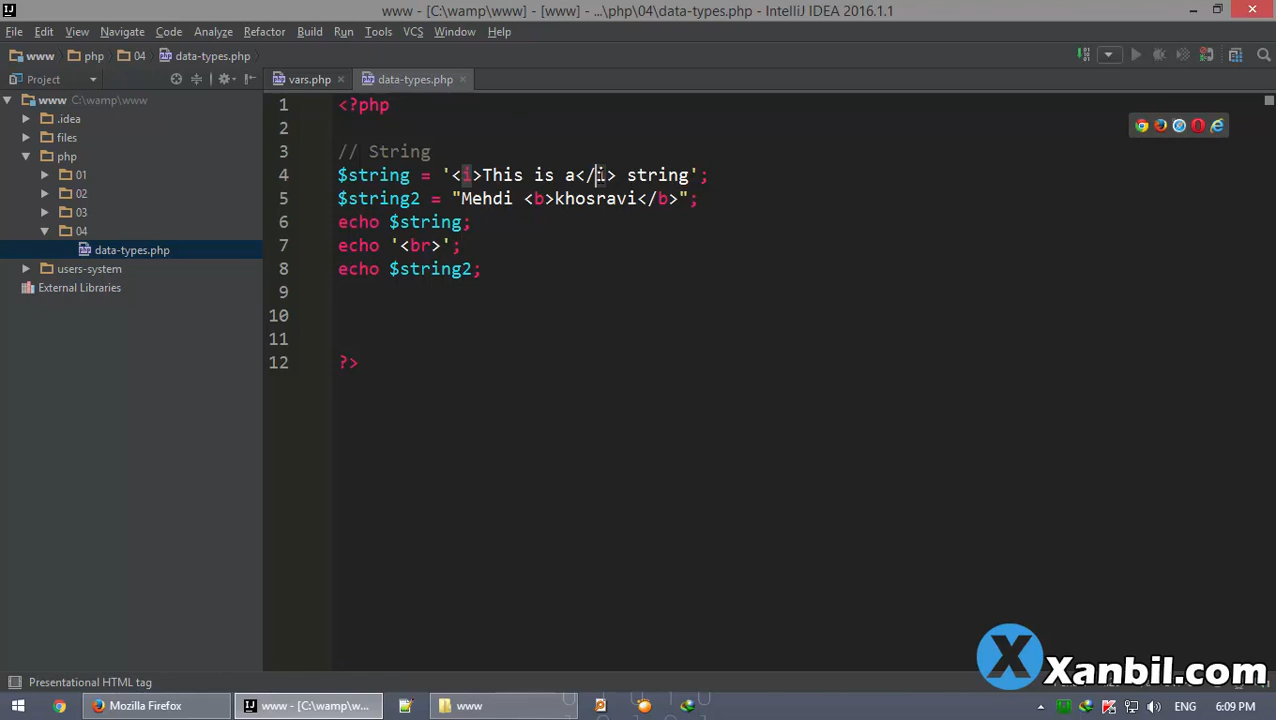 www - [C:\wamp\www] - [www] - ...\php\04\data-types.php - IntelliJ IDEA 2016.1.1
File Edit View Navigate Code Analyze Refactor Build Run Tools VCS Window Help
www php 04 data-types.php
Project
vars.php data-types.php
www C:\wamp\www
.idea
files
php
01
02
03
04
data-types.php
users-system
External Libraries
1 <?php
2
3 // String
4 $string = '<i>This is a</i> string';
5 $string2 = "Mehdi <b>khosravi</b>";
6 echo $string;
7 echo '<br>';
8 echo $string2;
9
10
11
12 ?>
Xanbil.com
Presentational HTML tag
Mozilla Firefox
www - [C:\wamp\w...
www
ENG
6:09 PM